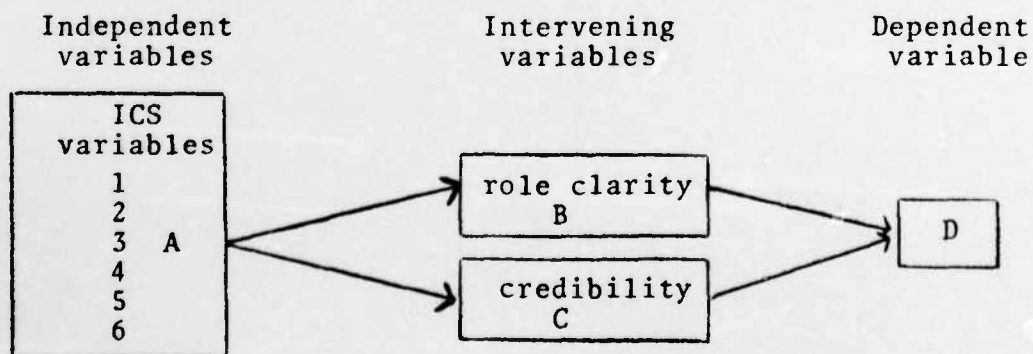 Independent
variables
Intervening
variables
Dependent
variable
ICS
variables
1
2
3 A
4
5
6
role clarity
B
credibility
C
D